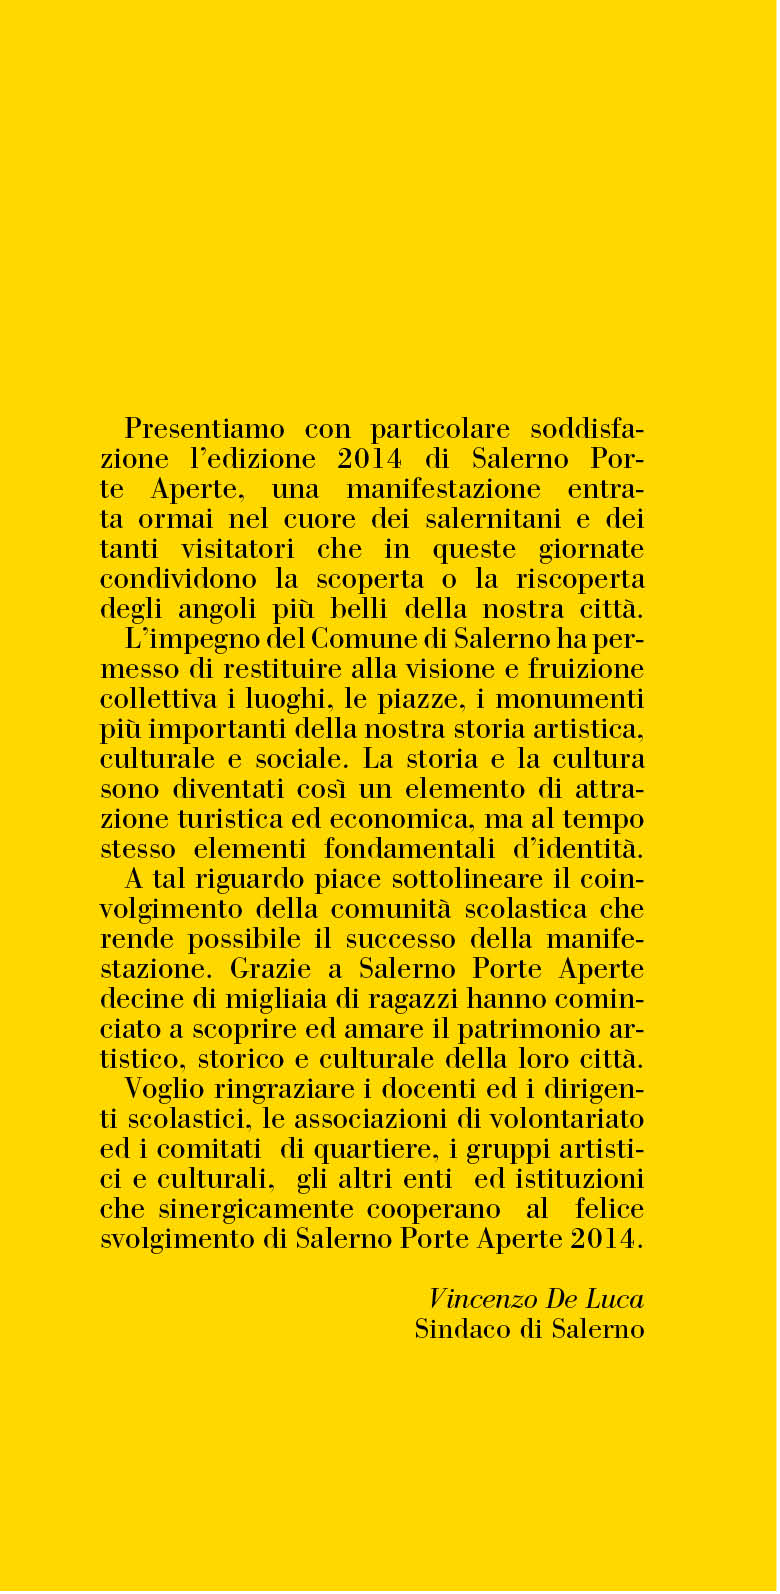 Presentiamo con particolare soddisfa-
zione l'edizione 2014 di Salerno Por-
te Aperte, una manifestazione entra-
ta ormai nel cuore dei salernitani e dei
tanti visitatori che in queste giornate
condividono la scoperta o la riscoperta
degli angoli più belli della nostra città.
L'impegno del Comune di Salerno ha per-
messo di restituire alla visione e fruizione
collettiva i luoghi, le piazze, i monumenti
più importanti della nostra storia artistica,
culturale e sociale. La storia e la cultura
sono diventati così un elemento di attra-
zione turistica ed economica, ma al tempo
stesso elementi fondamentali d'identità.
A tal riguardo piace sottolineare il coin-
volgimento della comunità scolastica che
rende possibile il successo della manife-
stazione. Grazie a Salerno Porte Aperte
decine di migliaia di ragazzi hanno comin-
ciato a scoprire ed amare il patrimonio ar-
tistico, storico e culturale della loro città.
Voglio ringraziare i docenti ed i dirigen-
ti scolastici, le associazioni di volontariato
ed i comitati di quartiere, i gruppi artisti-
ci e culturali, gli altri enti ed istituzioni
che sinergicamente cooperano al felice
svolgimento di Salerno Porte Aperte 2014.
Vincenzo De Luca
Sindaco di Salerno